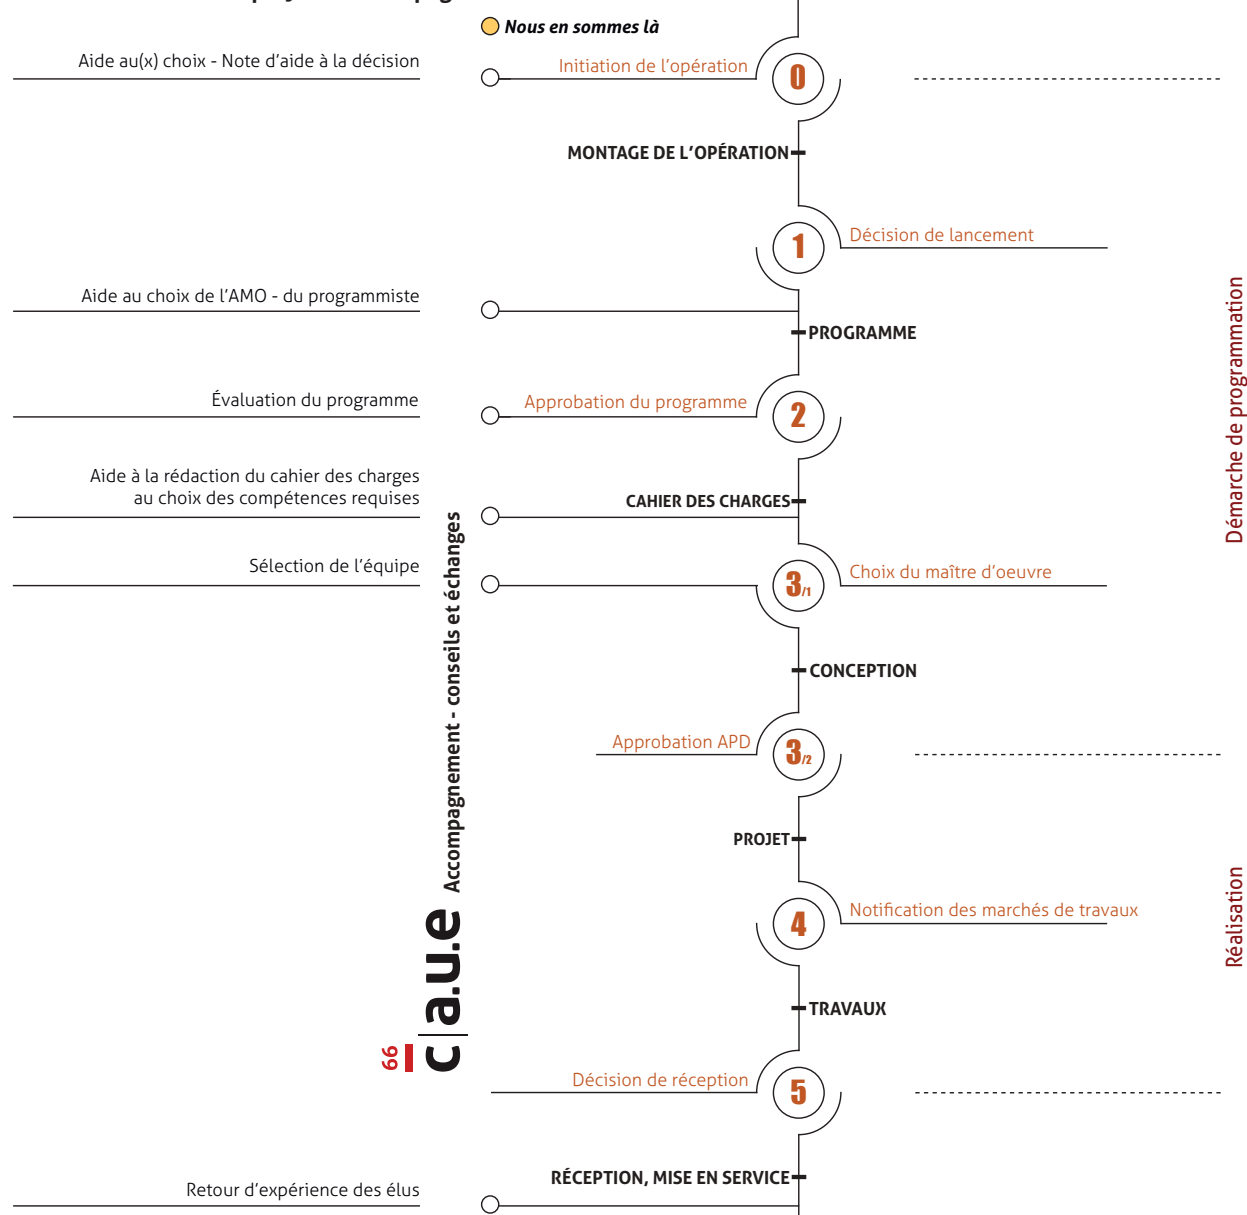 Nous en sommes là
Aide au(x) choix - Note d'aide à la décision
Initiation de l'opération
0
MONTAGE DE L'OPÉRATION
1
Décision de lancement
Aide au choix de l'AMO - du programmiste
PROGRAMME
Évaluation du programme
Approbation du programme
2
Aide à la rédaction du cahier des charges
au choix des compétences requises
CAHIER DES CHARGES
Sélection de l'équipe
3/1
Choix du maître d'oeuvre
CONCEPTION
Approbation APD
3/2
PROJET
4
Notification des marchés de travaux
TRAVAUX
Décision de réception
5
RÉCEPTION, MISE EN SERVICE
Retour d'expérience des élus
Accompagnement - conseils et échanges
c|a.u.e
66
Démarche de programmation
Réalisation